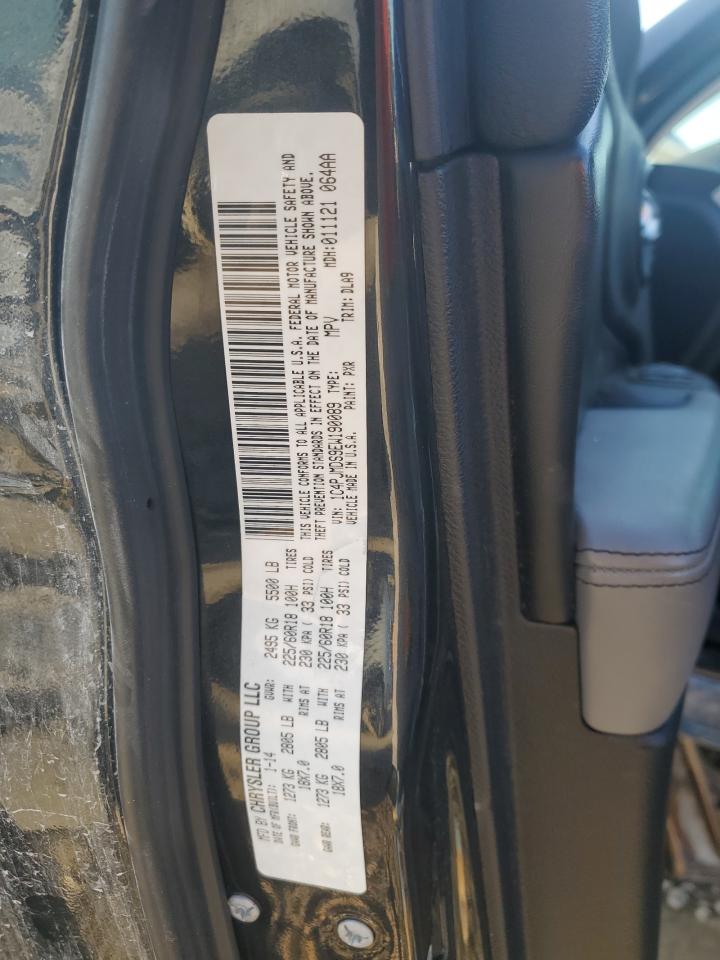 MFD BY CHRYSLER GROUP LLC
DATE OF MFR(BUILT): 1-14 GVWR: 2495 KG 5500 LB
GAWR FRONT: 1273 KG 2805 LB WITH 225/60R18 100H TIRES
18X7.0 RIMS AT 230 KPA ( 33 PSI) COLD
GAWR REAR: 1273 KG 2805 LB WITH 225/60R18 100H TIRES
18X7.0 RIMS AT 230 KPA ( 33 PSI) COLD
THIS VEHICLE CONFORMS TO ALL APPLICABLE U.S.A. FEDERAL MOTOR VEHICLE SAFETY AND
THEFT PREVENTION STANDARDS IN EFFECT ON THE DATE OF MANUFACTURE SHOWN ABOVE.
VIN: 1C4PJMDS9EW190089 TYPE: MPV MDH:011121 064AA
VEHICLE MADE IN U.S.A. PAINT: PXR TRIM: DLA9